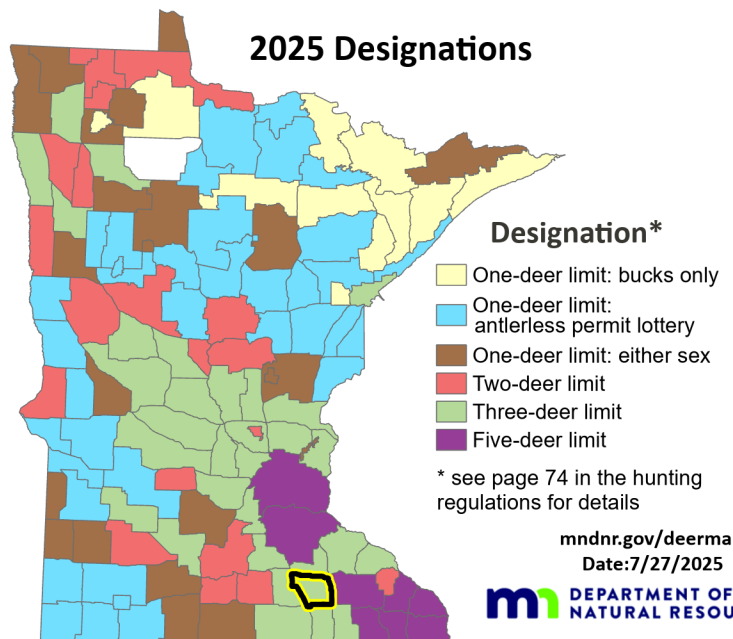 2025 Designations
Designation*
One-deer limit: bucks only
One-deer limit:
antlerless permit lottery
One-deer limit: either sex
Two-deer limit
Three-deer limit
Five-deer limit
* see page 74 in the hunting
regulations for details
mndnr.gov/deerma
Date:7/27/2025
DEPARTMENT OF
NATURAL RESOU